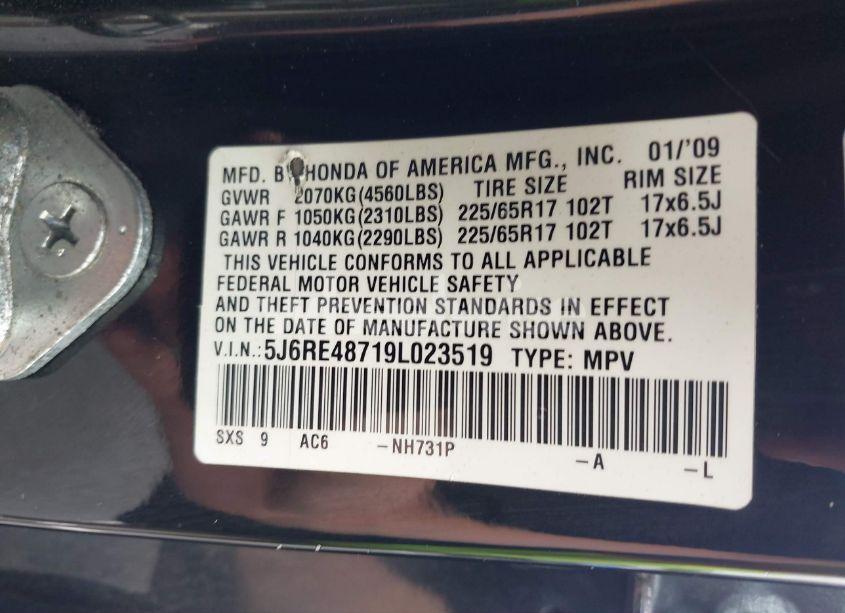 MFD. B HONDA OF AMERICA MFG., INC. 01/'09
GVWR 2070KG(4560LBS) TIRE SIZE RIM SIZE
GAWR F 1050KG(2310LBS) 225/65R17 102T 17x6.5J
GAWR R 1040KG(2290LBS) 225/65R17 102T 17x6.5J
THIS VEHICLE CONFORMS TO ALL APPLICABLE
FEDERAL MOTOR VEHICLE SAFETY
AND THEFT PREVENTION STANDARDS IN EFFECT
ON THE DATE OF MANUFACTURE SHOWN ABOVE.
V.I.N.: 5J6RE48719L023519 TYPE: MPV
SXS 9 AC6 -NH731P -A -L